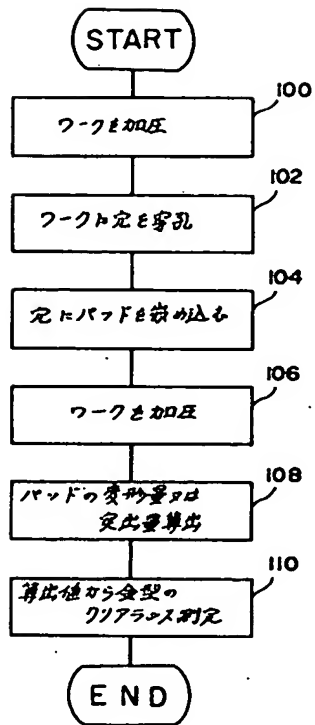 START
100
ワークを加圧
102
ワークに穴を穿孔
104
穴にパッドを嵌め込む
106
ワークを加圧
108
パッドの変形量又は
突出量算出
110
算出値から金型の
クリアランス測定
END